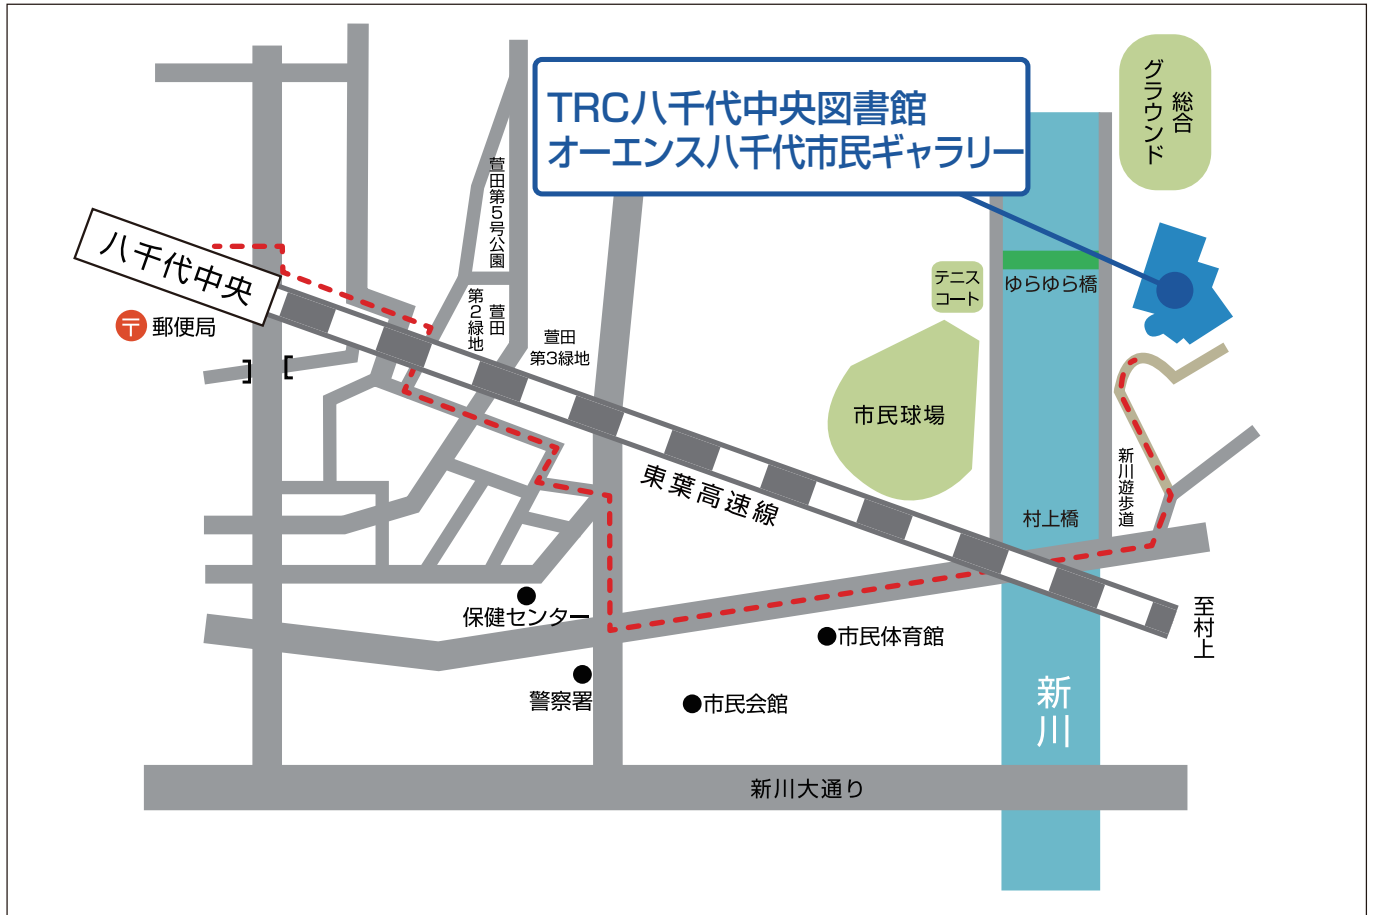 TRC八千代中央図書館
オーエンス八千代市民ギャラリー
総合
グラウンド
萱田第5号公園
八千代中央
テニス
コート
ゆらゆら橋
萱田
第2緑地
〒
郵便局
萱田
第3緑地
市民球場
東葉高速線
新川遊歩道
村上橋
保健センター
市民体育館
至村上
警察署
市民会館
新川
新川大通り